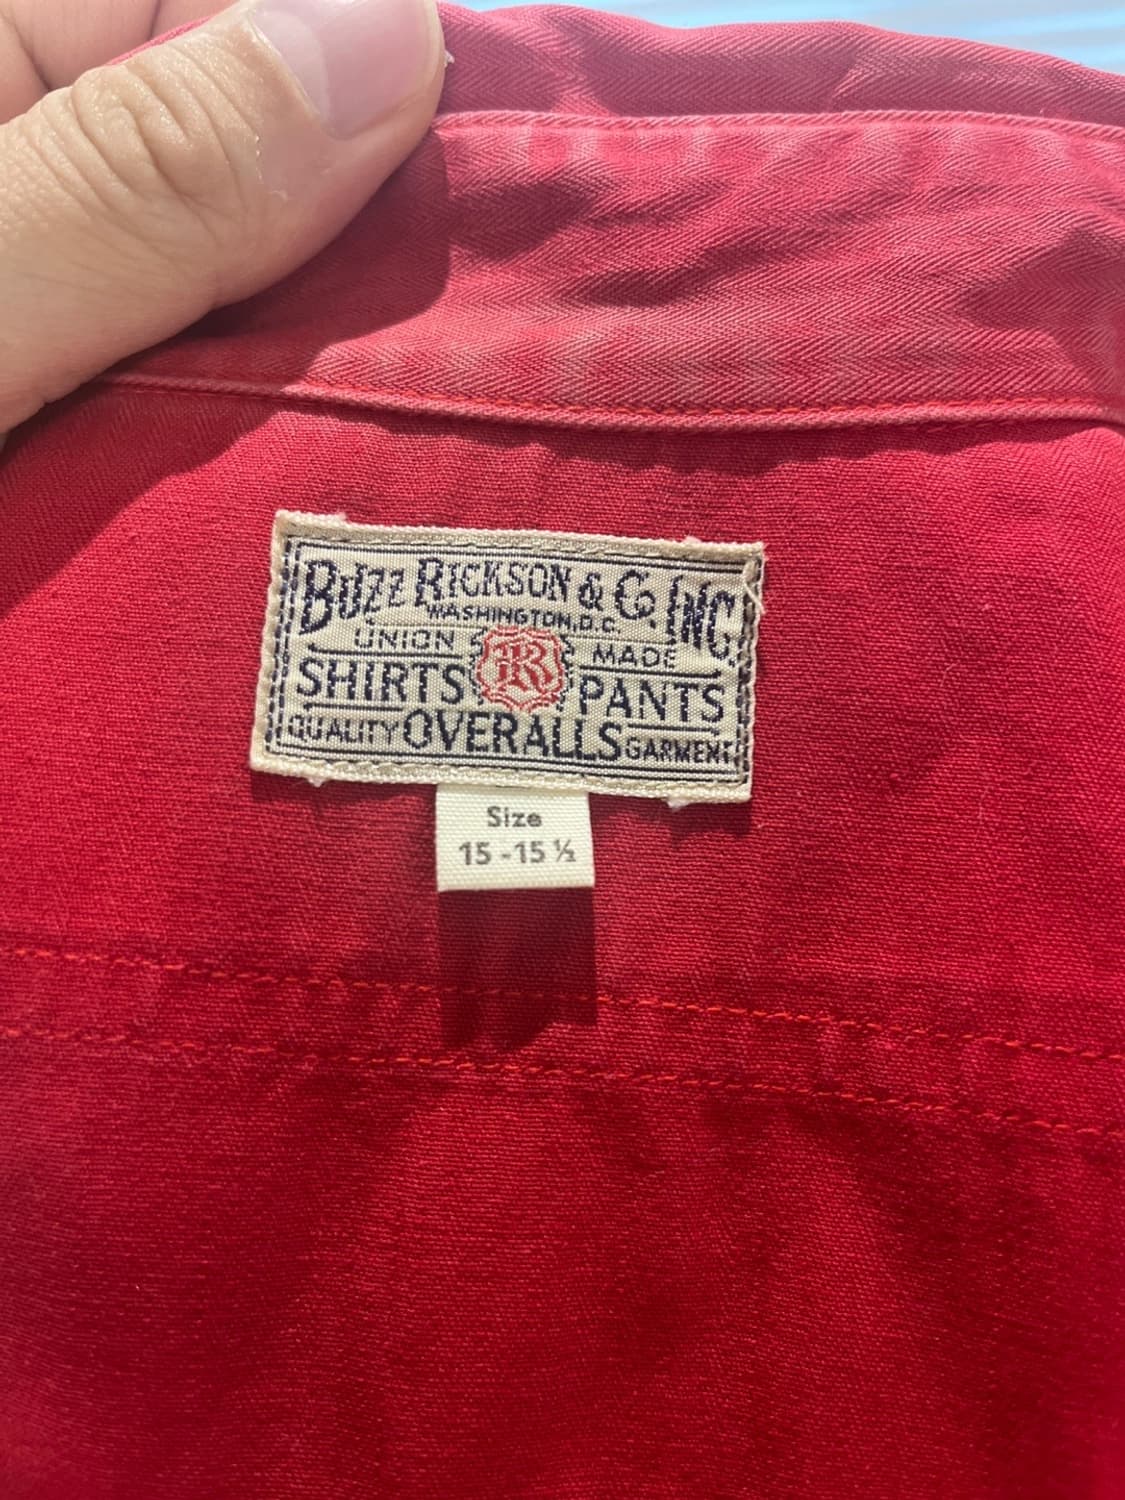 BUZZ RICKSON & Co. INC.
WASHINGTON, D.C.
UNION R MADE
SHIRTS PANTS
QUALITY OVERALLS GARMENT
Size
15 - 15 ½